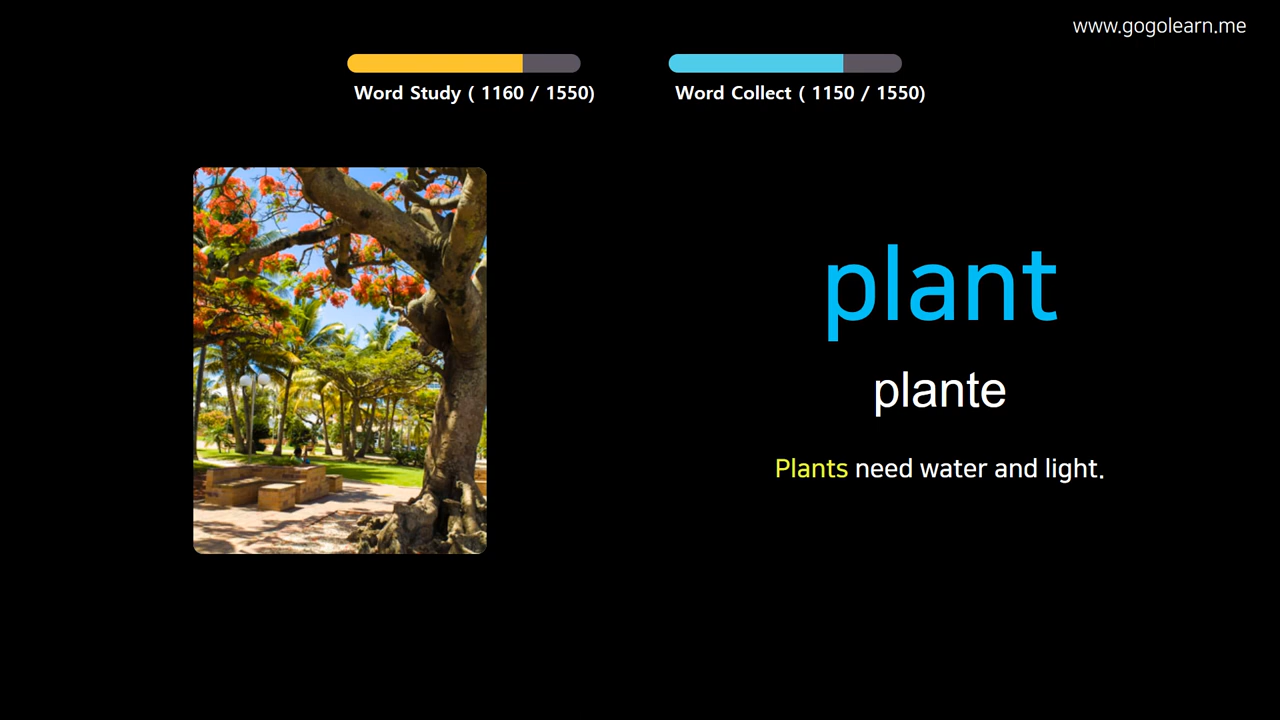 www.gogolearn.me
Word Study ( 1160 / 1550)
Word Collect ( 1150 / 1550)
plant
plante
Plants need water and light.